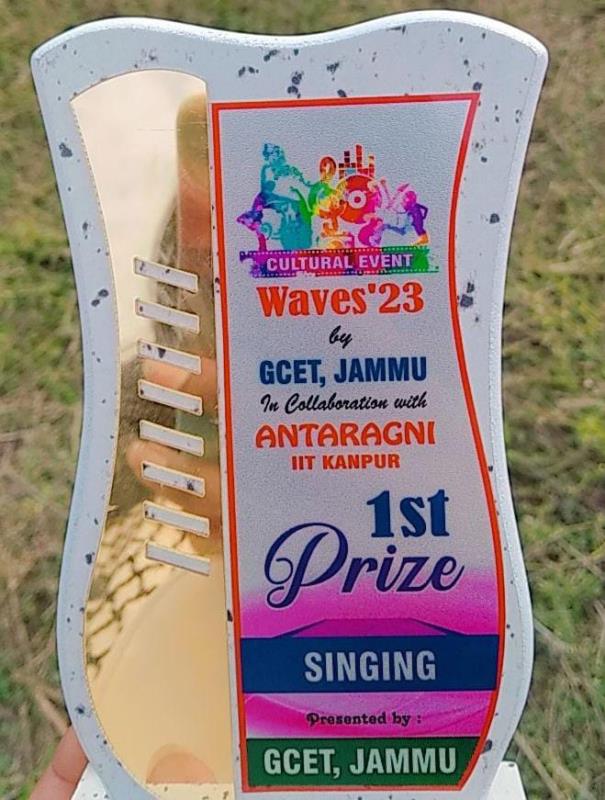 CULTURAL EVENT
Waves'23
by
GCET, JAMMU
In Collaboration with
ANTARAGNI
IIT KANPUR
1st
Prize
SINGING
Presented by :
GCET, JAMMU